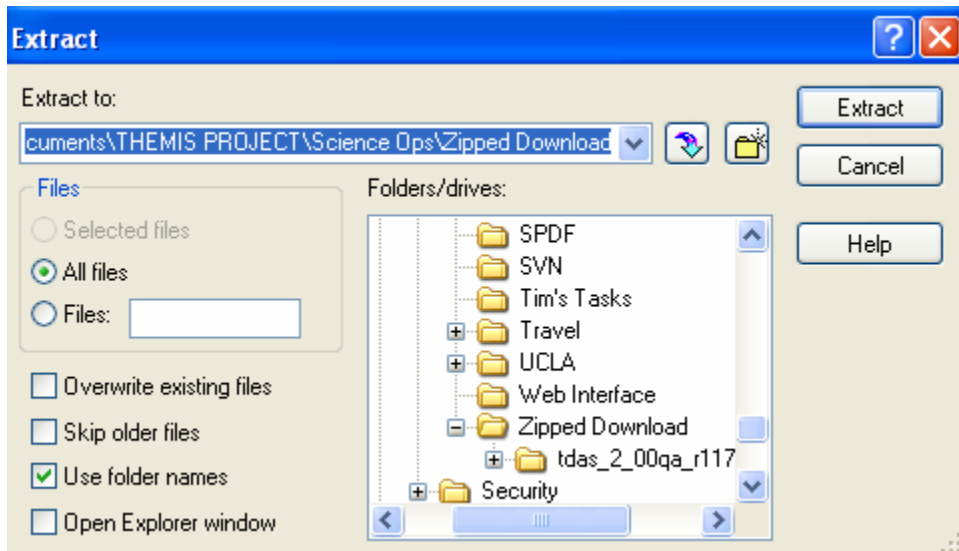 Extract
Extract to:
cuments\THEMIS PROJECT\Science Ops\Zipped Download
Files
Selected files
All files
Files:
Overwrite existing files
Skip older files
Use folder names
Open Explorer window
Folders/drives:
SPDF
SVN
Tim's Tasks
Travel
UCLA
Web Interface
Zipped Download
tdas_2_00qa_r117
Security
Extract
Cancel
Help